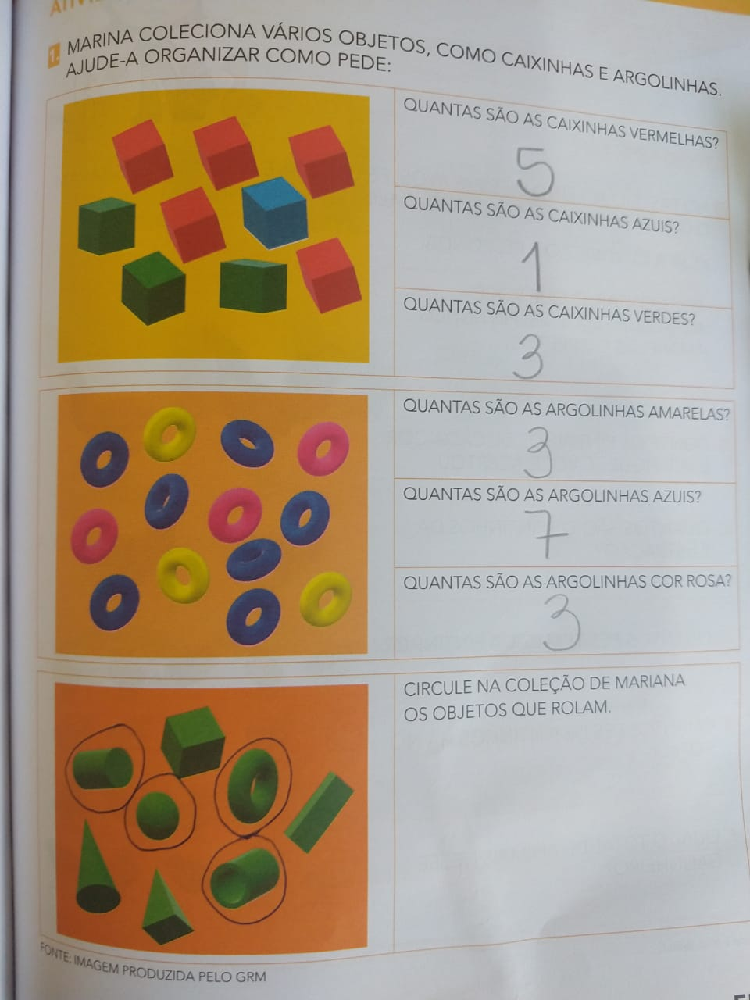 1. MARINA COLECIONA VÁRIOS OBJETOS, COMO CAIXINHAS E ARGOLINHAS.
AJUDE-A ORGANIZAR COMO PEDE:
QUANTAS SÃO AS CAIXINHAS VERMELHAS?
5
QUANTAS SÃO AS CAIXINHAS AZUIS?
1
QUANTAS SÃO AS CAIXINHAS VERDES?
3
QUANTAS SÃO AS ARGOLINHAS AMARELAS?
3
QUANTAS SÃO AS ARGOLINHAS AZUIS?
7
QUANTAS SÃO AS ARGOLINHAS COR ROSA?
3
CIRCULE NA COLEÇÃO DE MARIANA
OS OBJETOS QUE ROLAM.
FONTE: IMAGEM PRODUZIDA PELO GRM